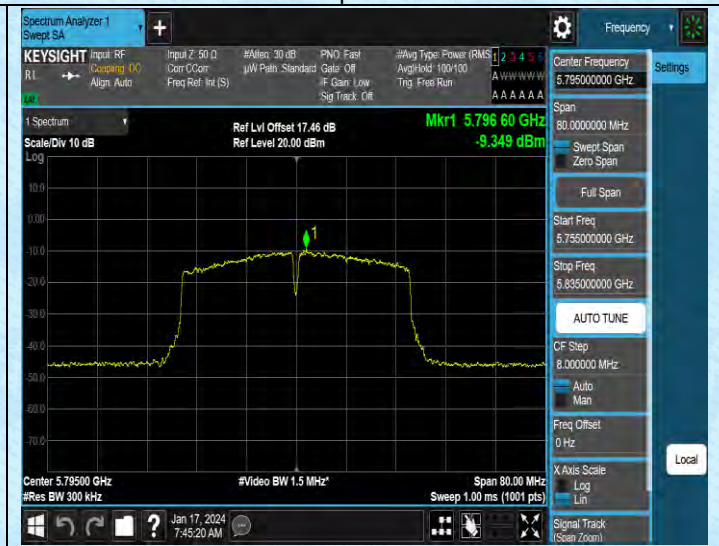 Spectrum Analyzer 1
Swept SA
+
Frequency
KEYSIGHT
Input: RF
Coupling: DC
Align: Auto
Input Z: 50 Ω
Corr CCorr
Freq Ref: Int (S)
#Atten: 30 dB
µW Path: Standard
PNO: Fast
Gate: Off
IF Gain: Low
Sig Track: Off
#Avg Type: Power (RMS
Avg|Hold: 100/100
Trig: Free Run
1 2 3 4 5 6
A W W W W W
A A A A A A
RL
1 Spectrum
Scale/Div 10 dB
Log
Ref Lvl Offset 17.46 dB
Ref Level 20.00 dBm
Mkr1 5.796 60 GHz
-9.349 dBm
10.0
0.00
-10.0
-20.0
-30.0
-40.0
-50.0
-60.0
-70.0
1
Center 5.79500 GHz
#Res BW 300 kHz
#Video BW 1.5 MHz*
Span 80.00 MHz
Sweep 1.00 ms (1001 pts)
Center Frequency
5.795000000 GHz
Settings
Span
80.0000000 MHz
Swept Span
Zero Span
Full Span
Start Freq
5.755000000 GHz
Stop Freq
5.835000000 GHz
AUTO TUNE
CF Step
8.000000 MHz
Auto
Man
Freq Offset
0 Hz
X Axis Scale
Log
Lin
Signal Track
(Span Zoom)
Local
?
Jan 17, 2024
7:45:20 AM